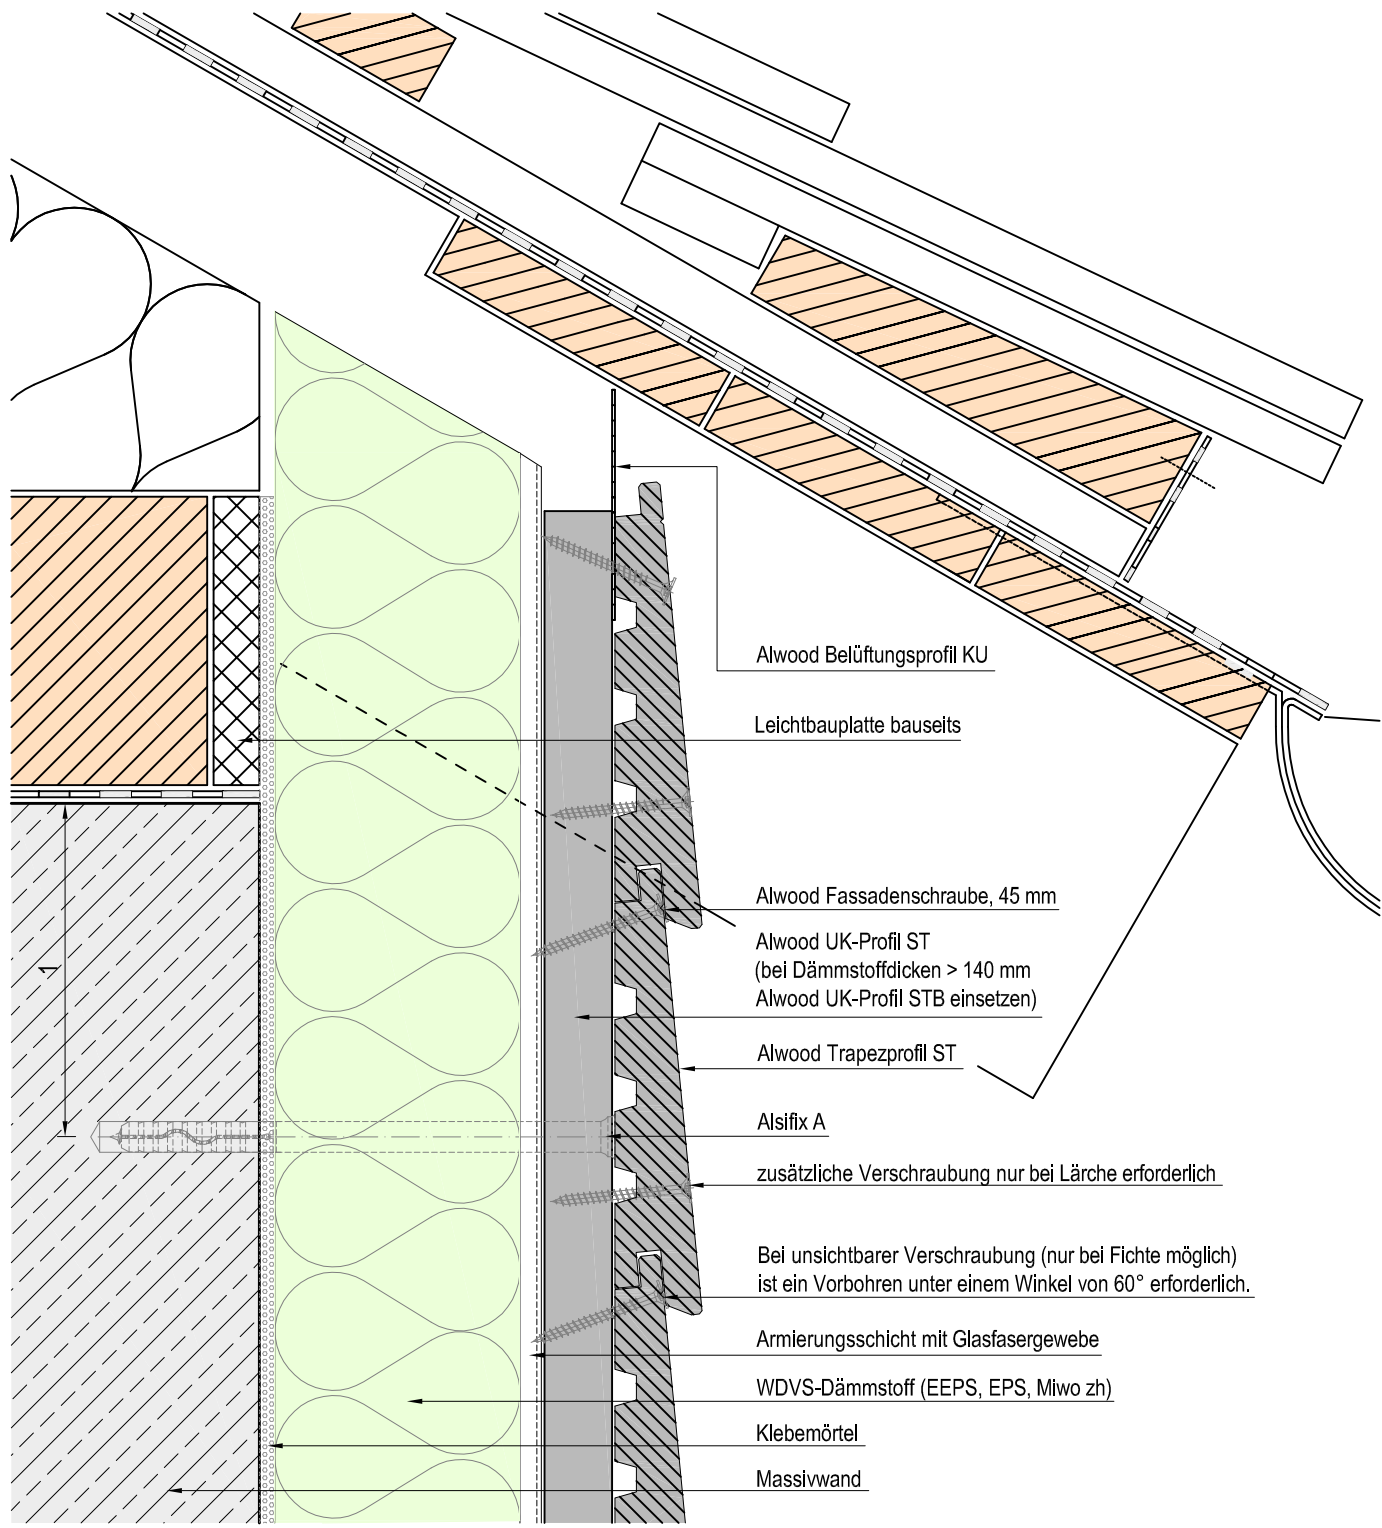 Alwood Belüftungsprofil KU
Leichtbauplatte bauseits
Alwood Fassadenschraube, 45 mm
Alwood UK-Profil ST
(bei Dämmstoffdicken > 140 mm
Alwood UK-Profil STB einsetzen)
1
Alwood Trapezprofil ST
Alsifix A
zusätzliche Verschraubung nur bei Lärche erforderlich
Bei unsichtbarer Verschraubung (nur bei Fichte möglich)
ist ein Vorbohren unter einem Winkel von 60° erforderlich.
Armierungsschicht mit Glasfasergewebe
WDVS-Dämmstoff (EEPS, EPS, Miwo zh)
Klebemörtel
Massivwand